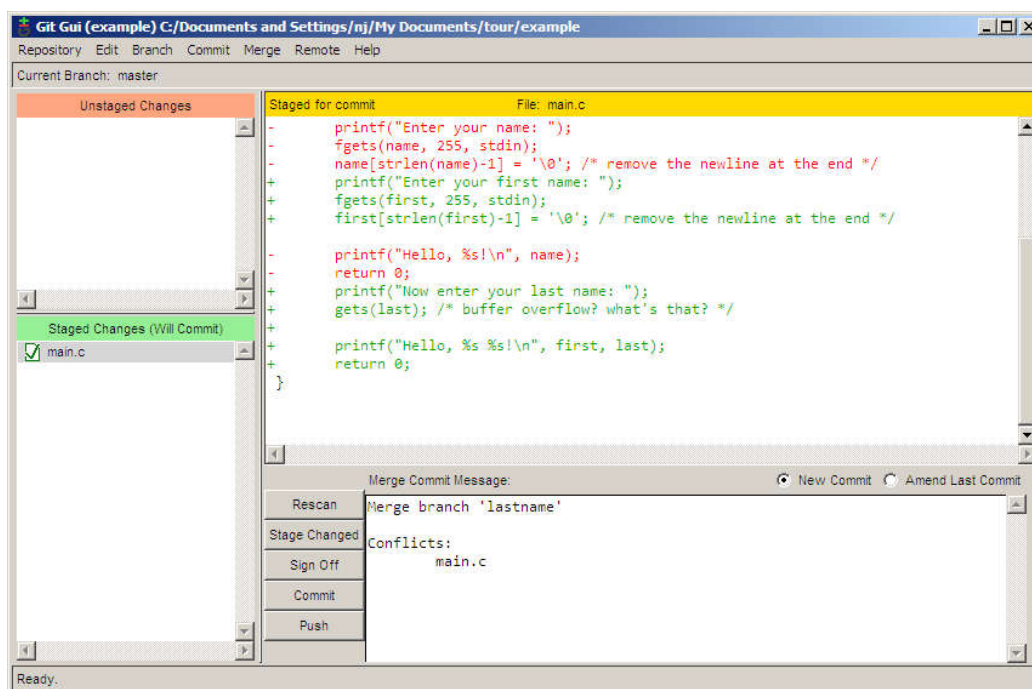 Git Gui (example) C:/Documents and Settings/nj/My Documents/tour/example
Repository Edit Branch Commit Merge Remote Help
Current Branch: master
Unstaged Changes
Staged Changes (Will Commit)
main.c
Staged for commit File: main.c
- printf("Enter your name: ");
- fgets(name, 255, stdin);
- name[strlen(name)-1] = '\0'; /* remove the newline at the end */
+ printf("Enter your first name: ");
+ fgets(first, 255, stdin);
+ first[strlen(first)-1] = '\0'; /* remove the newline at the end */
- printf("Hello, %s!\n", name);
- return 0;
+ printf("Now enter your last name: ");
+ gets(last); /* buffer overflow? what's that? */
+
+ printf("Hello, %s %s!\n", first, last);
+ return 0;
}
Merge Commit Message: New Commit Amend Last Commit
Rescan
Stage Changed
Sign Off
Commit
Push
Merge branch 'lastname'
Conflicts:
main.c
Ready.